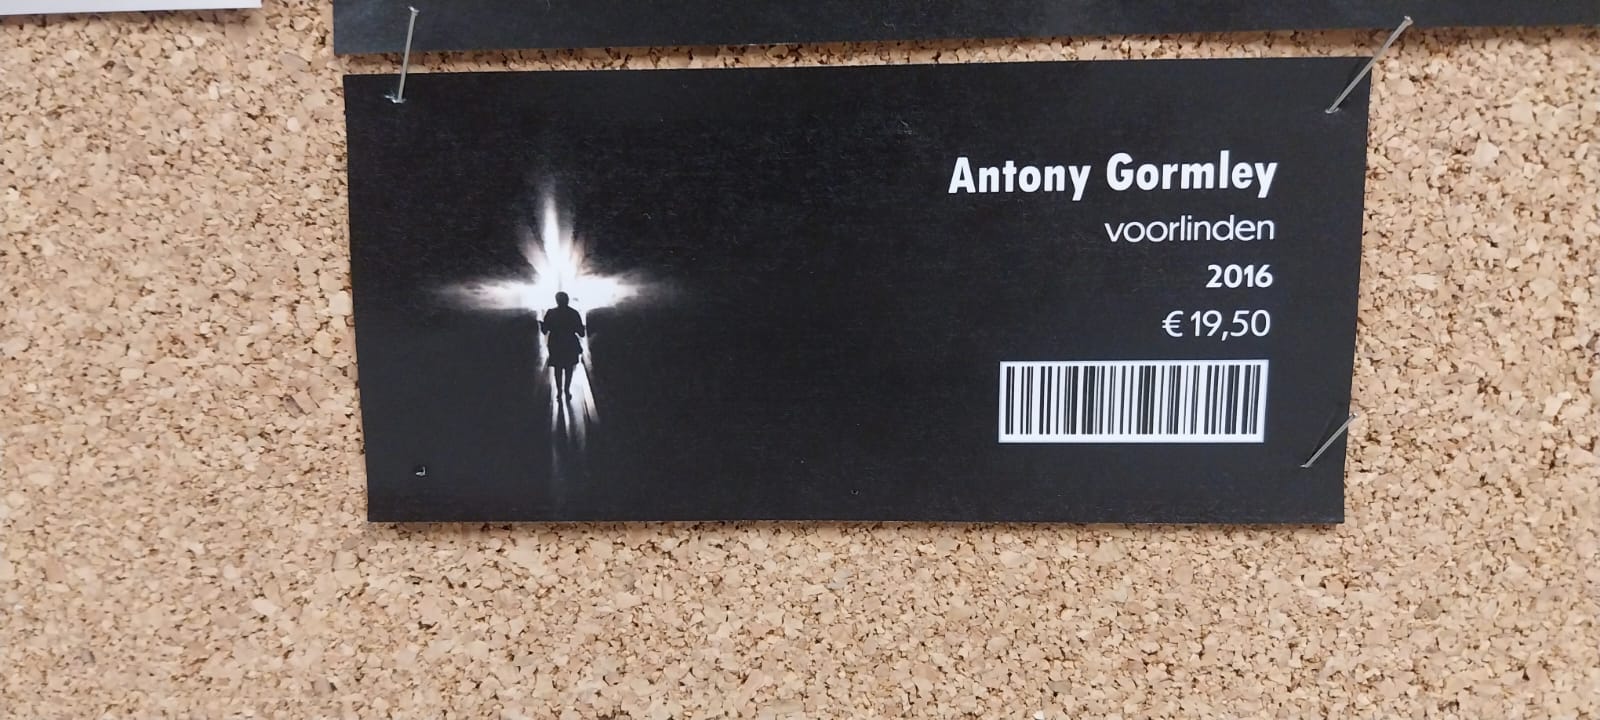 Antony Gormley
voorlinden
2016
€ 19,50